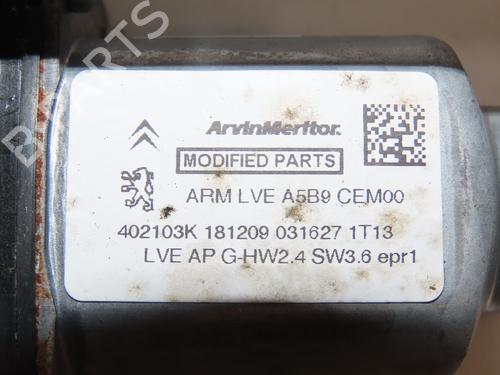 B PARTS
ArvinMeritor.
MODIFIED PARTS
ARM LVE A5B9 CEM00
402103K 181209 031627 1T13
LVE AP G-HW2.4 SW3.6 epr1